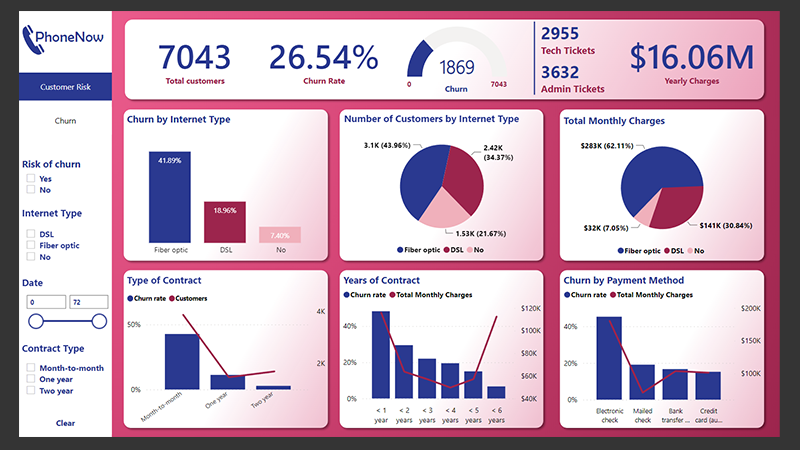 PhoneNow
Customer Risk
Churn
Risk of churn
Yes
No
Internet Type
DSL
Fiber optic
No
Date
0 72
Contract Type
Month-to-month
One year
Two year
Clear
7043
Total customers
26.54%
Churn Rate
1869
0 7043
Churn
2955
Tech Tickets
3632
Admin Tickets
$16.06M
Yearly Charges
Churn by Internet Type
41.89%
18.96%
7.40%
Fiber optic DSL No
Number of Customers by Internet Type
3.1K (43.96%)
2.42K
(34.37%)
1.53K (21.67%)
Fiber optic DSL No
Total Monthly Charges
$283K (62.11%)
$32K (7.05%)
$141K (30.84%)
Fiber optic DSL No
Type of Contract
Churn rate Customers
50%
0%
4K
2K
Month-to-month One year Two year
Years of Contract
Churn rate Total Monthly Charges
40%
20%
0%
$120K
$100K
$80K
$60K
$40K
< 1 < 2 < 3 < 4 < 5 < 6
year years years years years years
Churn by Payment Method
Churn rate Total Monthly Charges
40%
20%
0%
$200K
$150K
$100K
Electronic Mailed Bank Credit
check check transfer ... card (au...